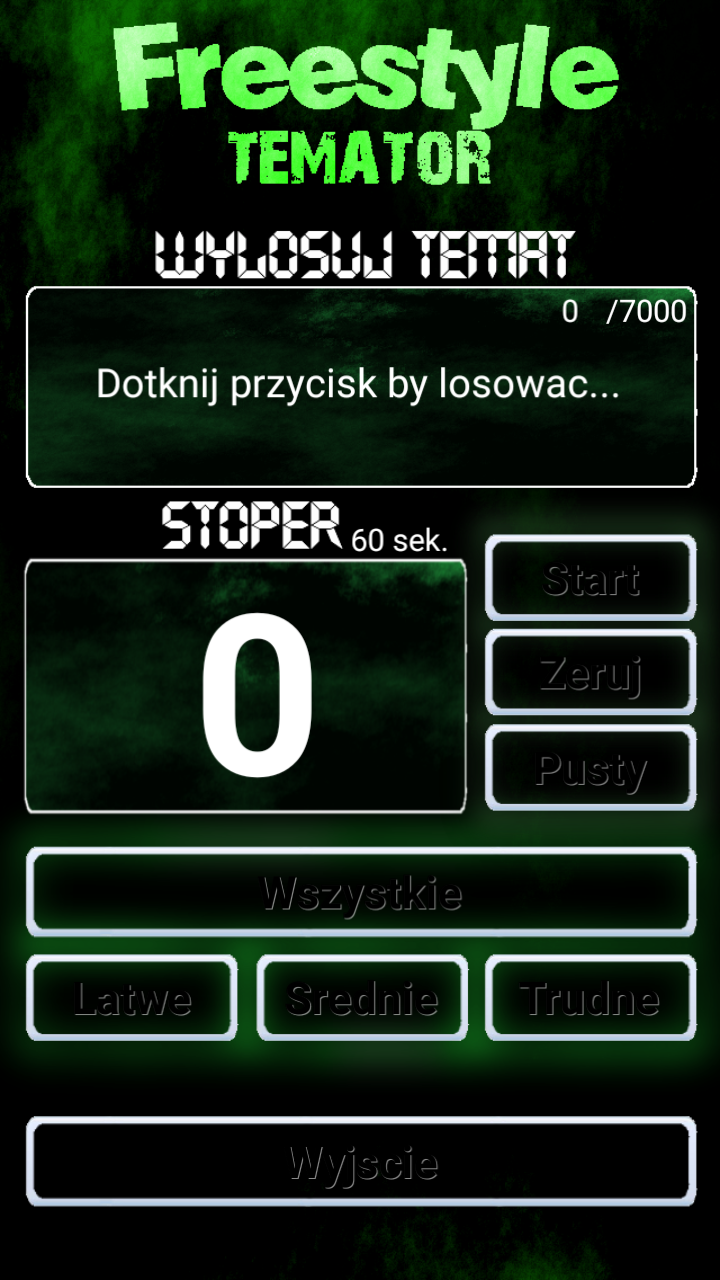 Freestyle
TEMATOR
WYLOSUJ TEMAT
0 /7000
Dotknij przycisk by losowac...
STOPER 60 sek.
0
Start
Zeruj
Pusty
Wszystkie
Latwe Srednie Trudne
Wyjscie